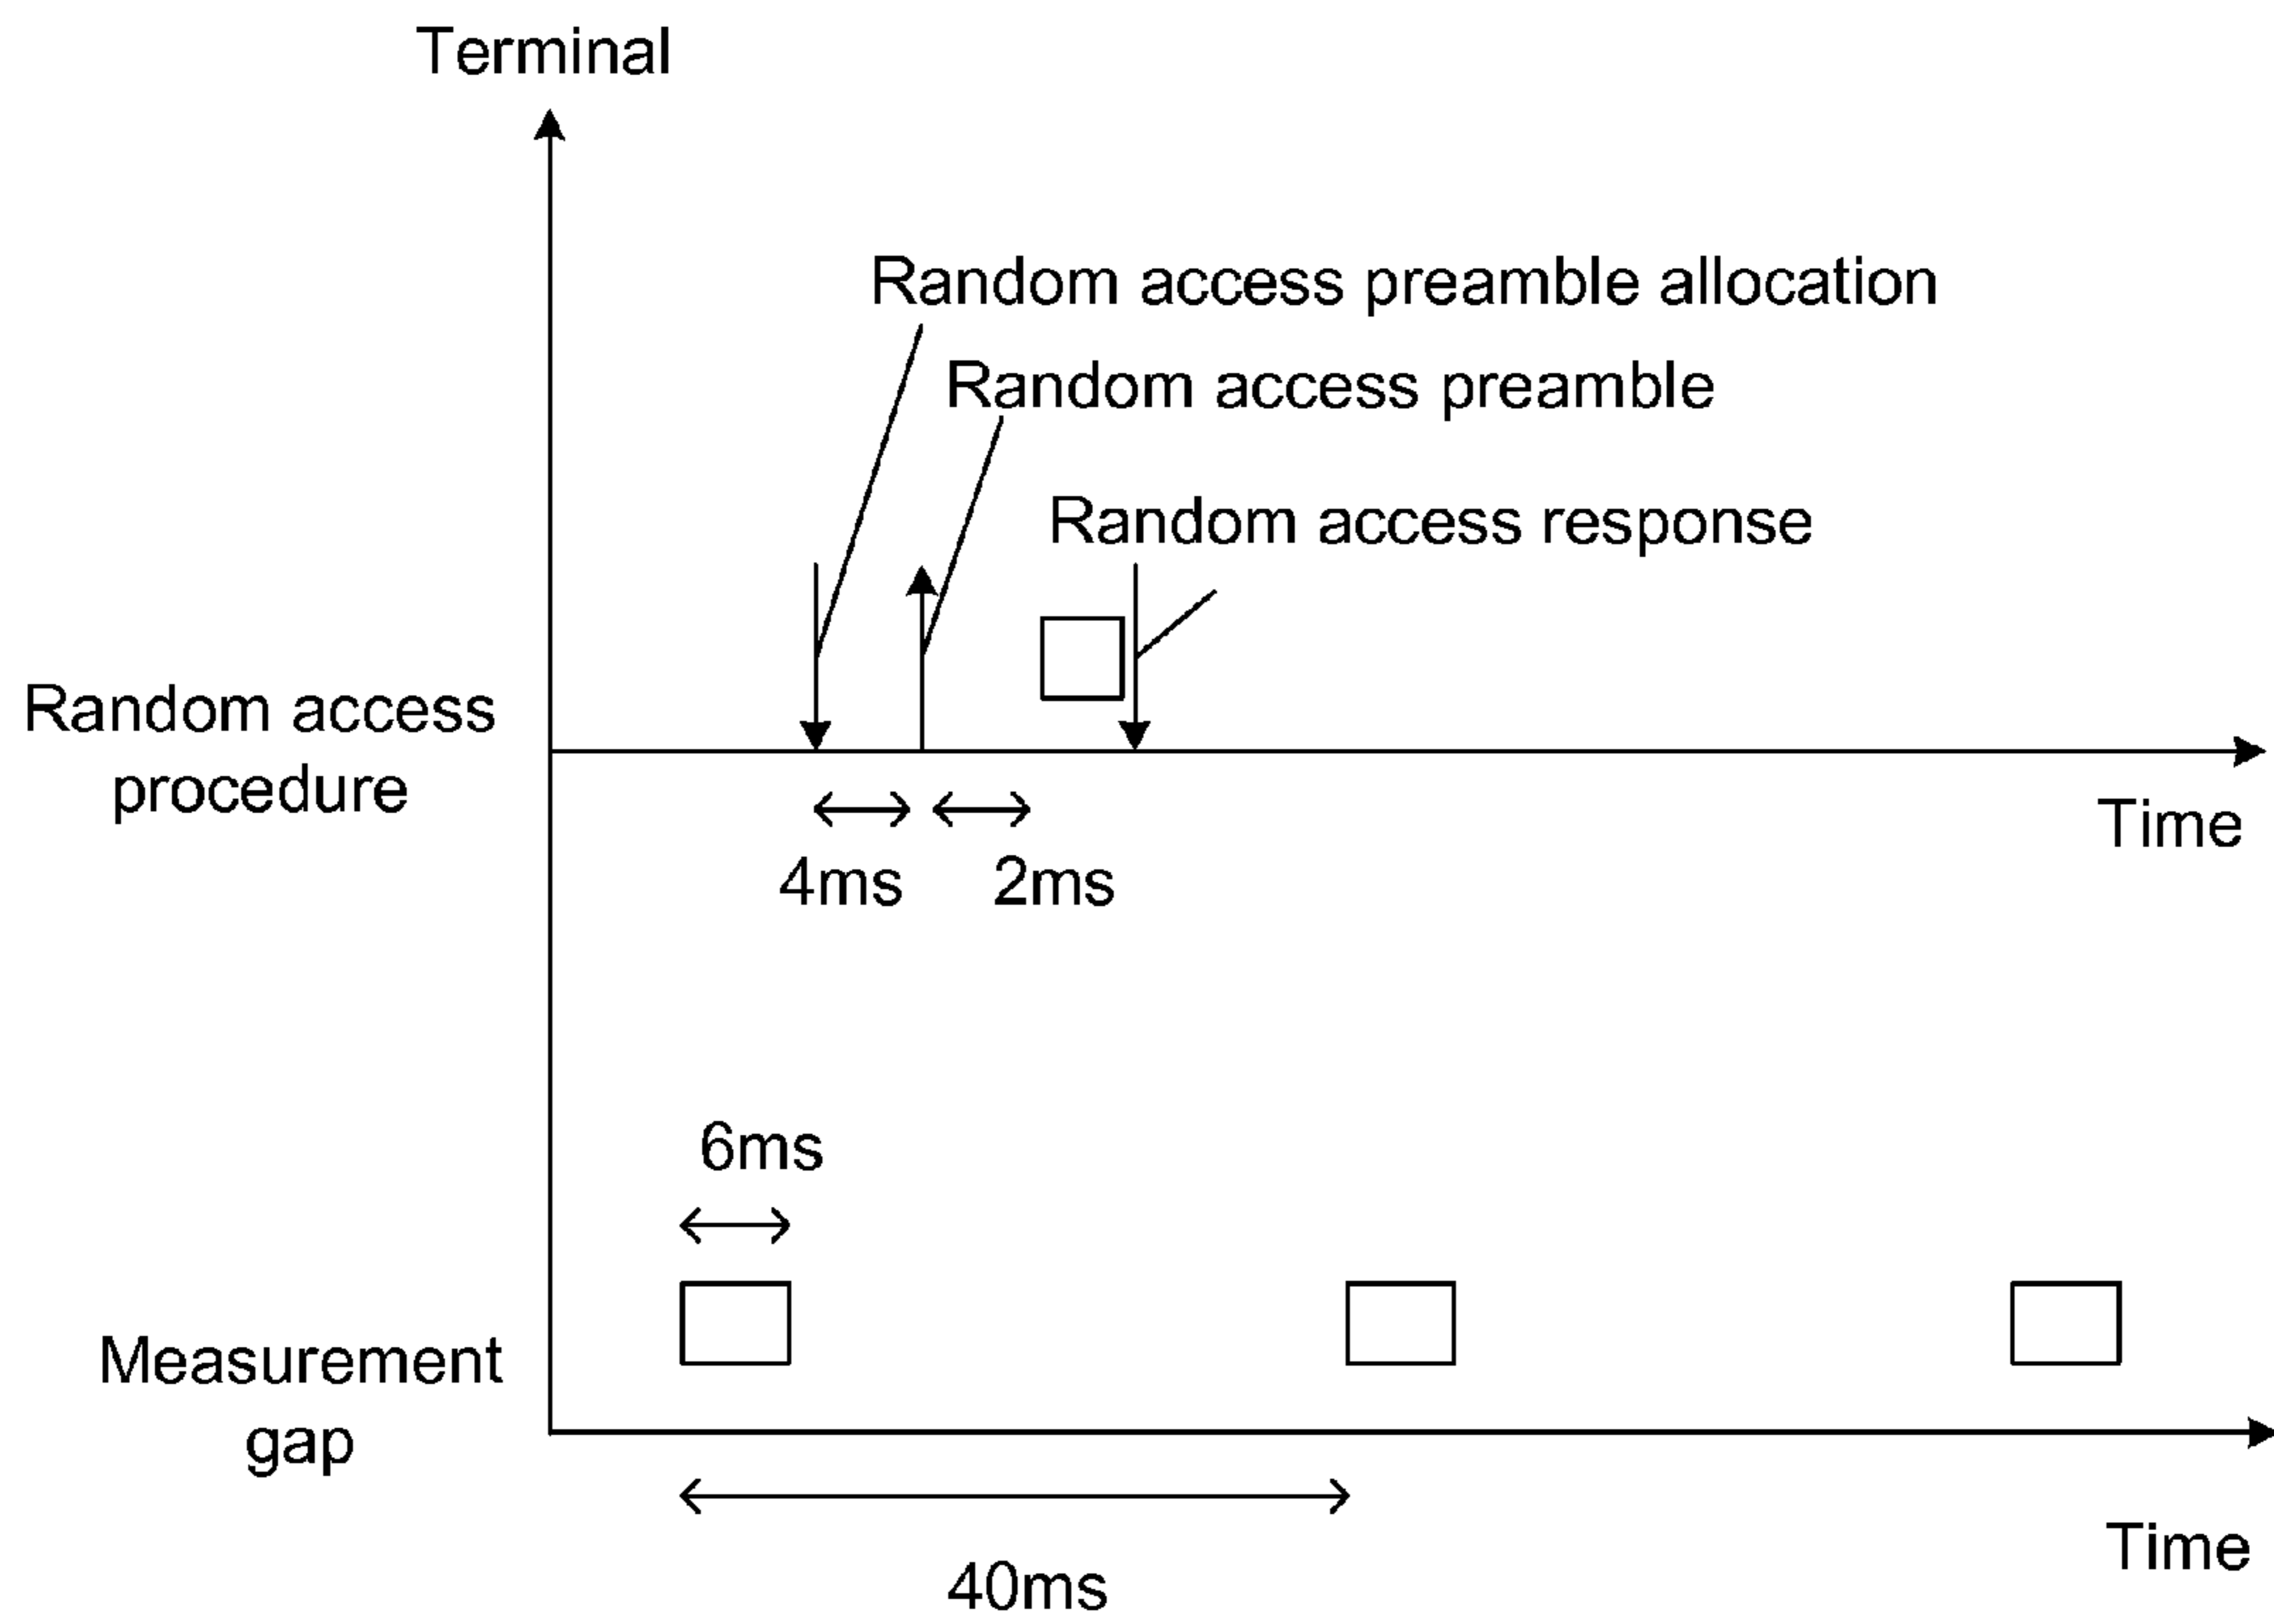 Terminal
Random access preamble allocation
Random access preamble
Random access response
Random access
procedure
Time
4ms
2ms
6ms
Measurement
gap
Time
40ms